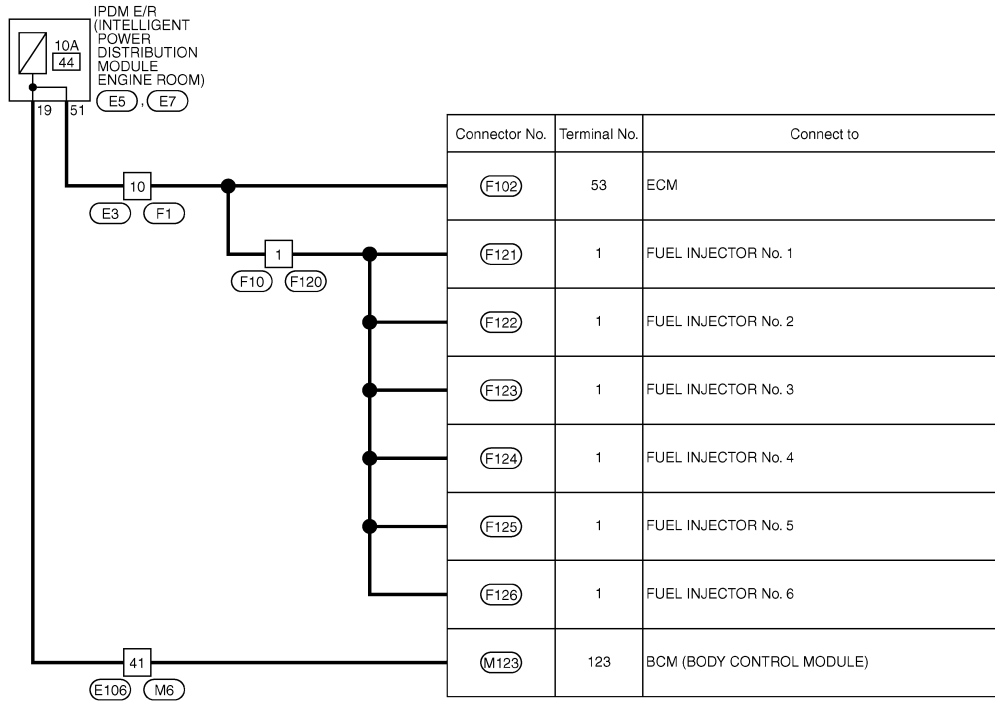 IPDM E/R
(INTELLIGENT
POWER
DISTRIBUTION
MODULE
ENGINE ROOM)
10A
44
E5 , E7
19 51
Connector No. Terminal No. Connect to
10
E3 F1
F102 53 ECM
1
F10 F120
F121 1 FUEL INJECTOR No. 1
F122 1 FUEL INJECTOR No. 2
F123 1 FUEL INJECTOR No. 3
F124 1 FUEL INJECTOR No. 4
F125 1 FUEL INJECTOR No. 5
F126 1 FUEL INJECTOR No. 6
41
E106 M6
M123 123 BCM (BODY CONTROL MODULE)